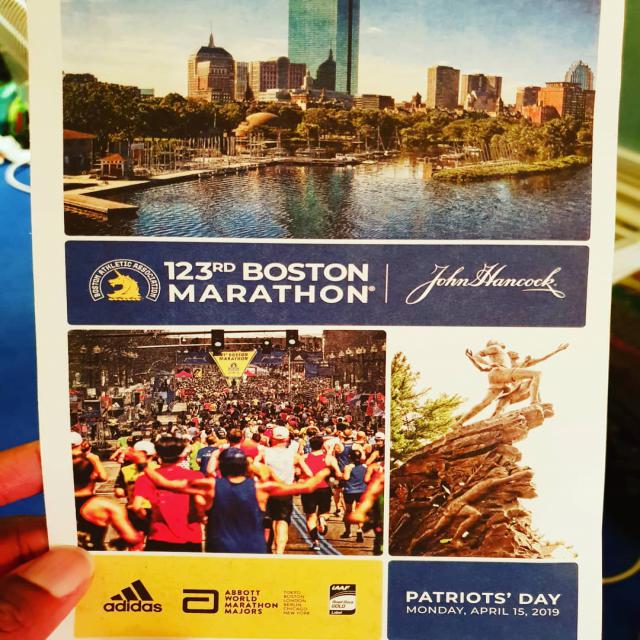 BOSTON ATHLETIC ASSOCIATION
123RD BOSTON
MARATHON®
John Hancock
BOSTON
MARATHON
adidas
ABBOTT
WORLD
MARATHON
MAJORS
TOKYO
BOSTON
LONDON
BERLIN
CHICAGO
NEW YORK
IAAF
GOLD
Label
PATRIOTS' DAY
MONDAY, APRIL 15, 2019